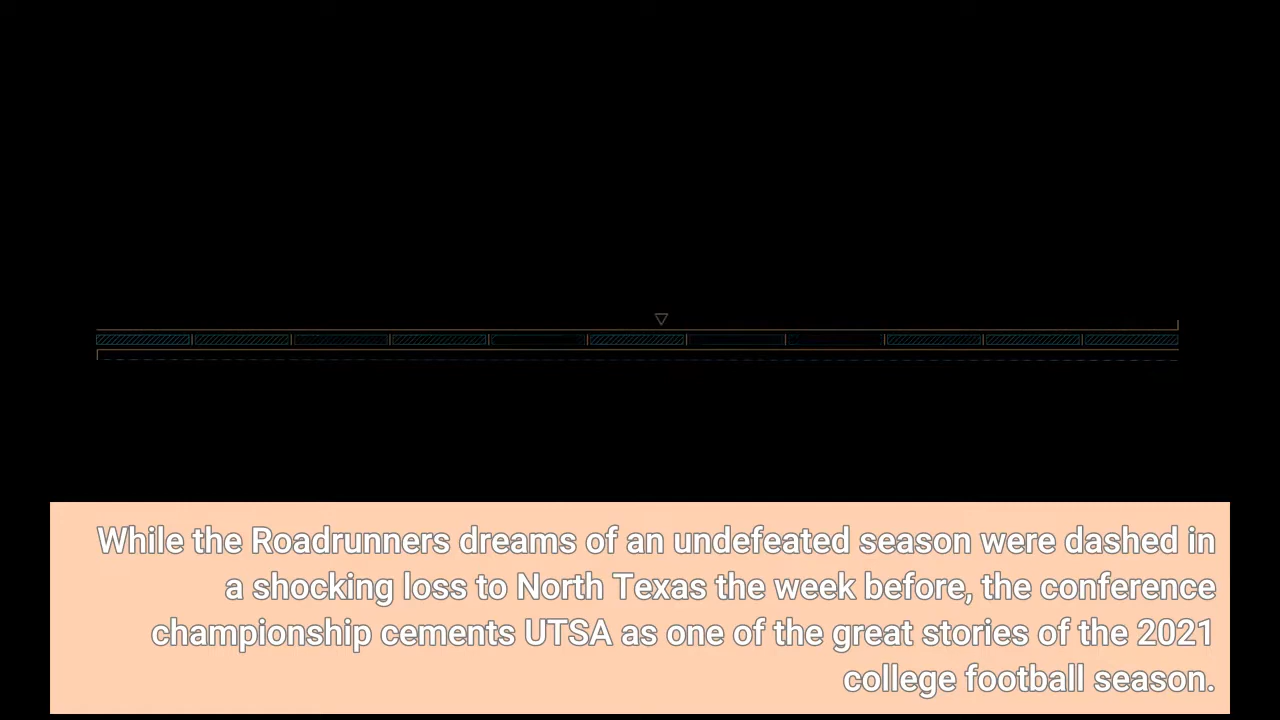 While the Roadrunners dreams of an undefeated season were dashed in
a shocking loss to North Texas the week before, the conference
championship cements UTSA as one of the great stories of the 2021
college football season.